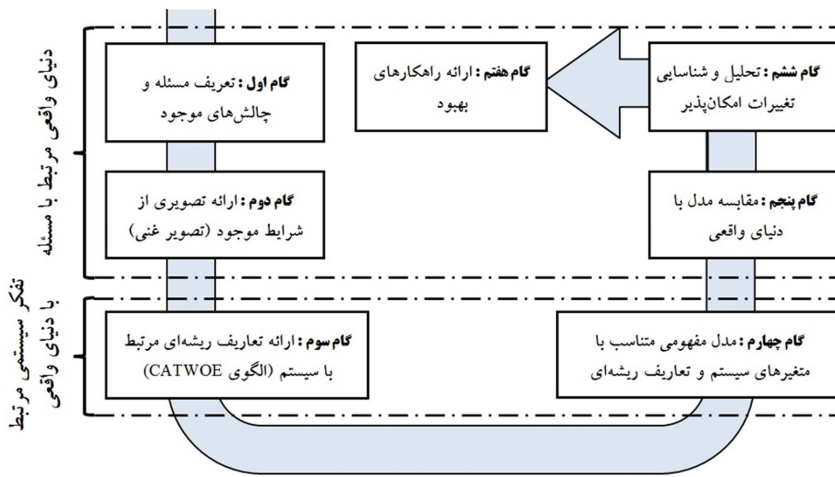 گام اول: تعریف مسئله و
چالش‌های موجود
گام دوم: ارائه تصویری از
شرایط موجود (تصویر غنی)
گام سوم: ارائه تعاریف ریشه‌ای مرتبط
با سیستم (الگوی CATWOE)
گام چهارم: مدل مفهومی متناسب با
متغیرهای سیستم و تعاریف ریشه‌ای
گام پنجم: مقایسه مدل با
دنیای واقعی
گام ششم: تحلیل و شناسایی
تغییرات امکان‌پذیر
گام هفتم: ارائه راهکارهای
بهبود
دنیای واقعی مرتبط با مسئله
تفکر سیستمی مرتبط
با دنیای واقعی